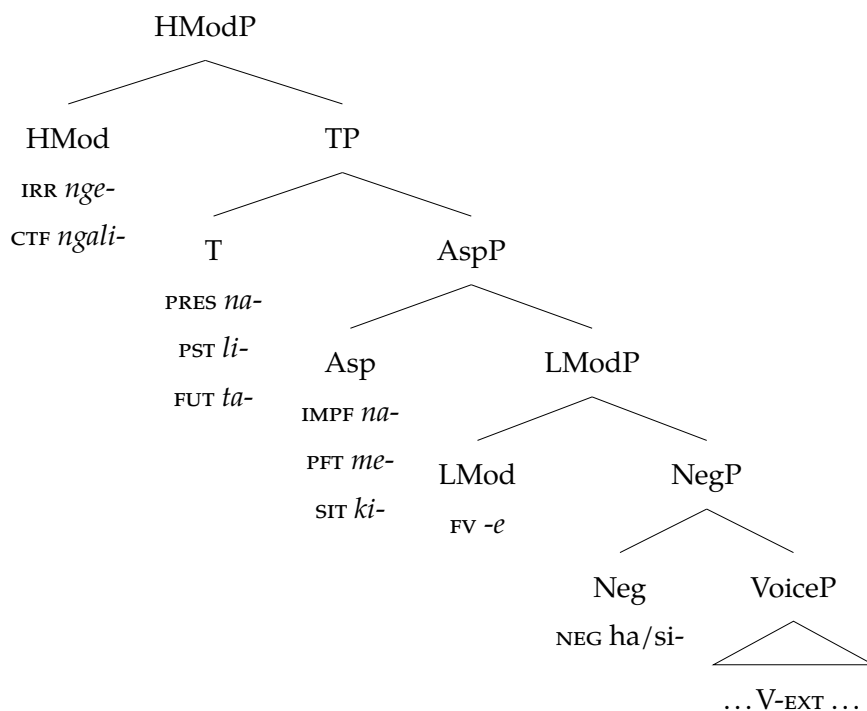 HModP
HMod TP
IRR nge-
CTF ngali-
T AspP
PRES na-
PST li-
FUT ta-
Asp LModP
IMPF na-
PFT me-
SIT ki-
LMod NegP
FV -e
Neg VoiceP
NEG ha/si-
…V-EXT …